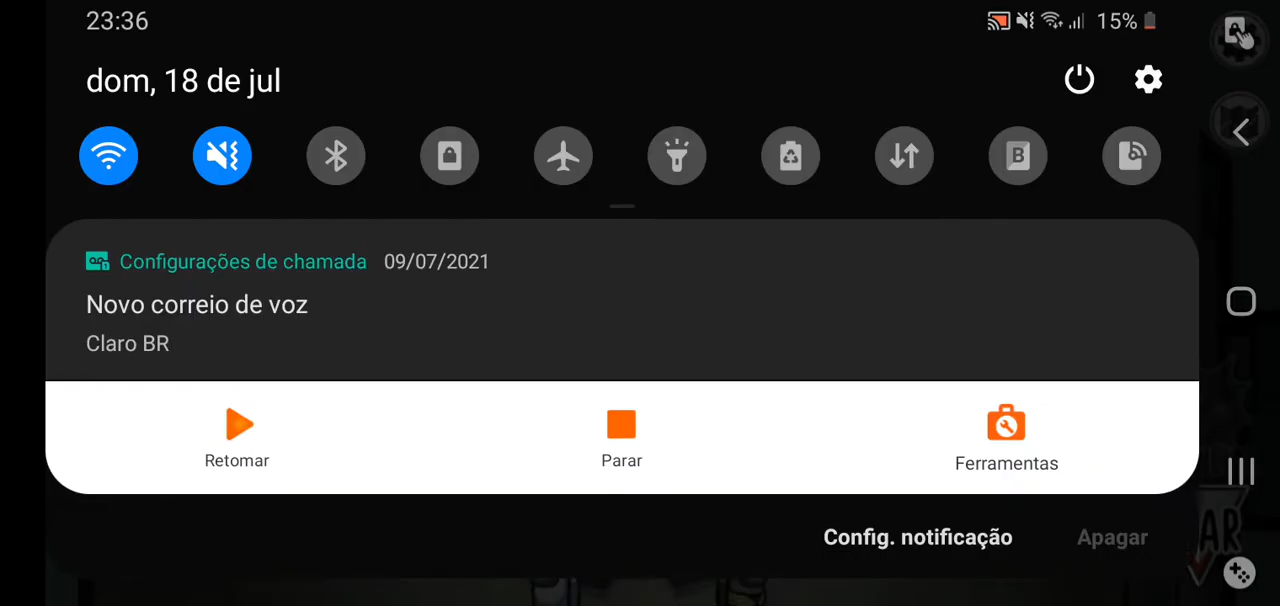 23:36
15%
dom, 18 de jul
B
Configurações de chamada 09/07/2021
Novo correio de voz
Claro BR
Retomar
Parar
Ferramentas
Config. notificação
Apagar
AR